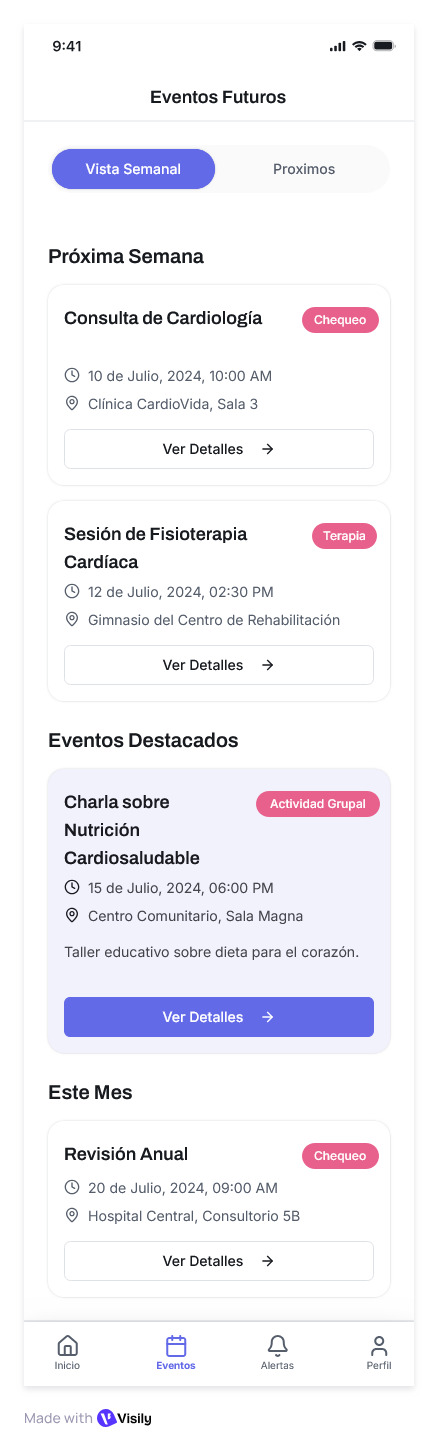 9:41
Eventos Futuros
Vista Semanal
Proximos
Próxima Semana
Consulta de Cardiología
Chequeo
10 de Julio, 2024, 10:00 AM
Clínica CardioVida, Sala 3
Ver Detalles
Sesión de Fisioterapia
Cardíaca
Terapia
12 de Julio, 2024, 02:30 PM
Gimnasio del Centro de Rehabilitación
Ver Detalles
Eventos Destacados
Charla sobre
Nutrición
Cardiosaludable
Actividad Grupal
15 de Julio, 2024, 06:00 PM
Centro Comunitario, Sala Magna
Taller educativo sobre dieta para el corazón.
Ver Detalles
Este Mes
Revisión Anual
Chequeo
20 de Julio, 2024, 09:00 AM
Hospital Central, Consultorio 5B
Ver Detalles
Inicio
Eventos
Alertas
Perfil
Made with Visily